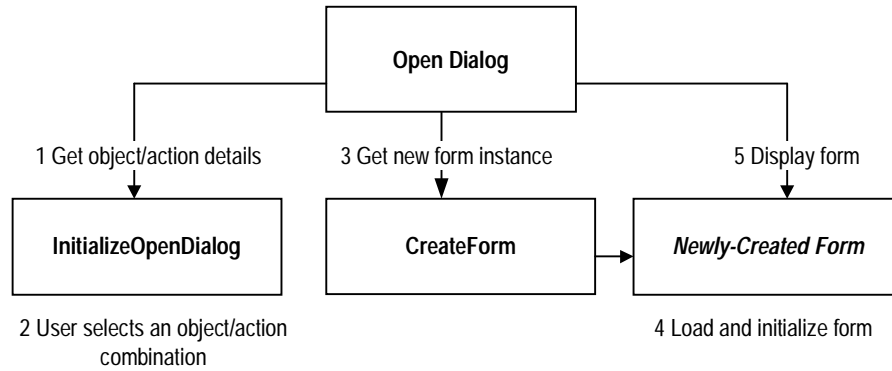 Open Dialog
1 Get object/action details
3 Get new form instance
5 Display form
InitializeOpenDialog
CreateForm
Newly-Created Form
2 User selects an object/action
combination
4 Load and initialize form